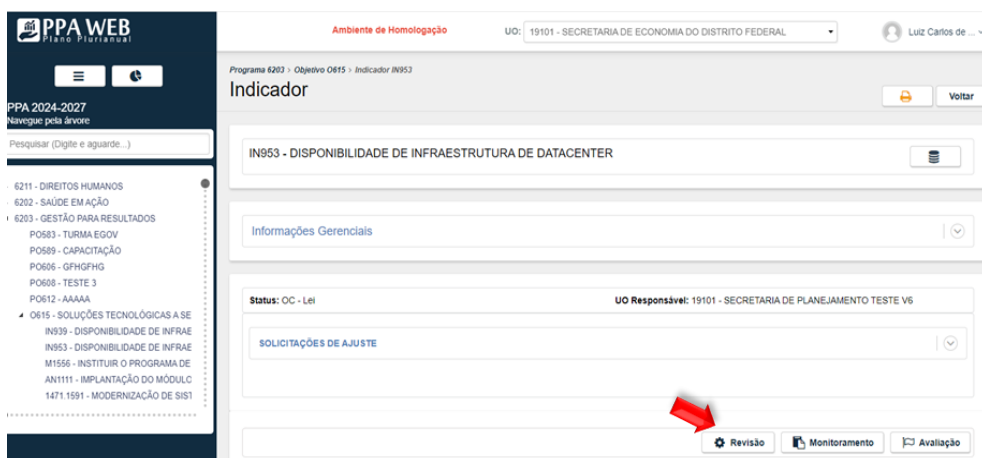 PPA WEB
Plano Plurianual
PPA 2024-2027
Navegue pela árvore
Pesquisar (Digite e aguarde...)
6211 - DIREITOS HUMANOS
6202 - SAÚDE EM AÇÃO
6203 - GESTÃO PARA RESULTADOS
PO583 - TURMA EGOV
PO589 - CAPACITAÇÃO
PO606 - GFHGFHG
PO608 - TESTE 3
PO612 - AAAAA
O615 - SOLUÇÕES TECNOLÓGICAS A SE
IN939 - DISPONIBILIDADE DE INFRAE
IN953 - DISPONIBILIDADE DE INFRAE
M1556 - INSTITUIR O PROGRAMA DE
AN1111 - IMPLANTAÇÃO DO MÓDULO
1471.1591 - MODERNIZAÇÃO DE SIST
Ambiente de Homologação
UO: 19101 - SECRETARIA DE ECONOMIA DO DISTRITO FEDERAL
Luiz Carlos de ...
Programa 6203 > Objetivo O615 > Indicador IN953
Indicador
Voltar
IN953 - DISPONIBILIDADE DE INFRAESTRUTURA DE DATACENTER
Informações Gerenciais
Status: OC - Lei UO Responsável: 19101 - SECRETARIA DE PLANEJAMENTO TESTE V6
SOLICITAÇÕES DE AJUSTE
Revisão Monitoramento Avaliação